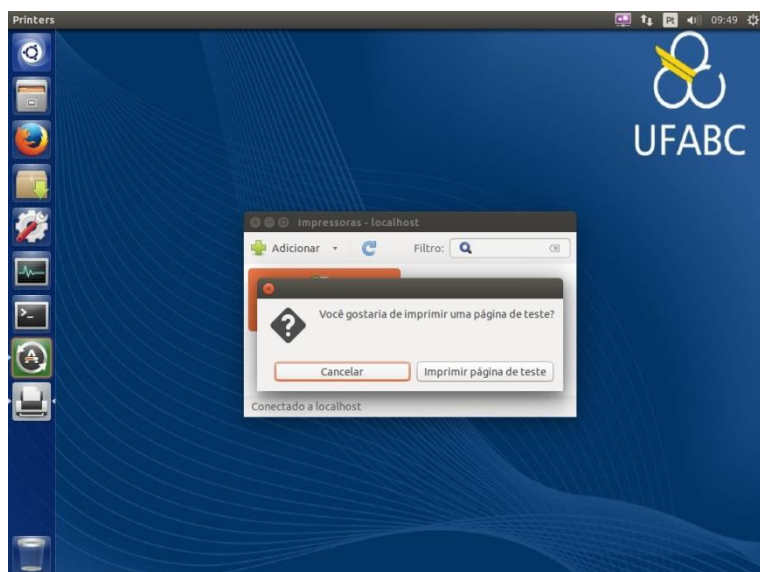 Printers
Pt
09:49
UFABC
Impressoras - localhost
Adicionar
Filtro:
Você gostaria de imprimir uma página de teste?
Cancelar
Imprimir página de teste
Conectado a localhost